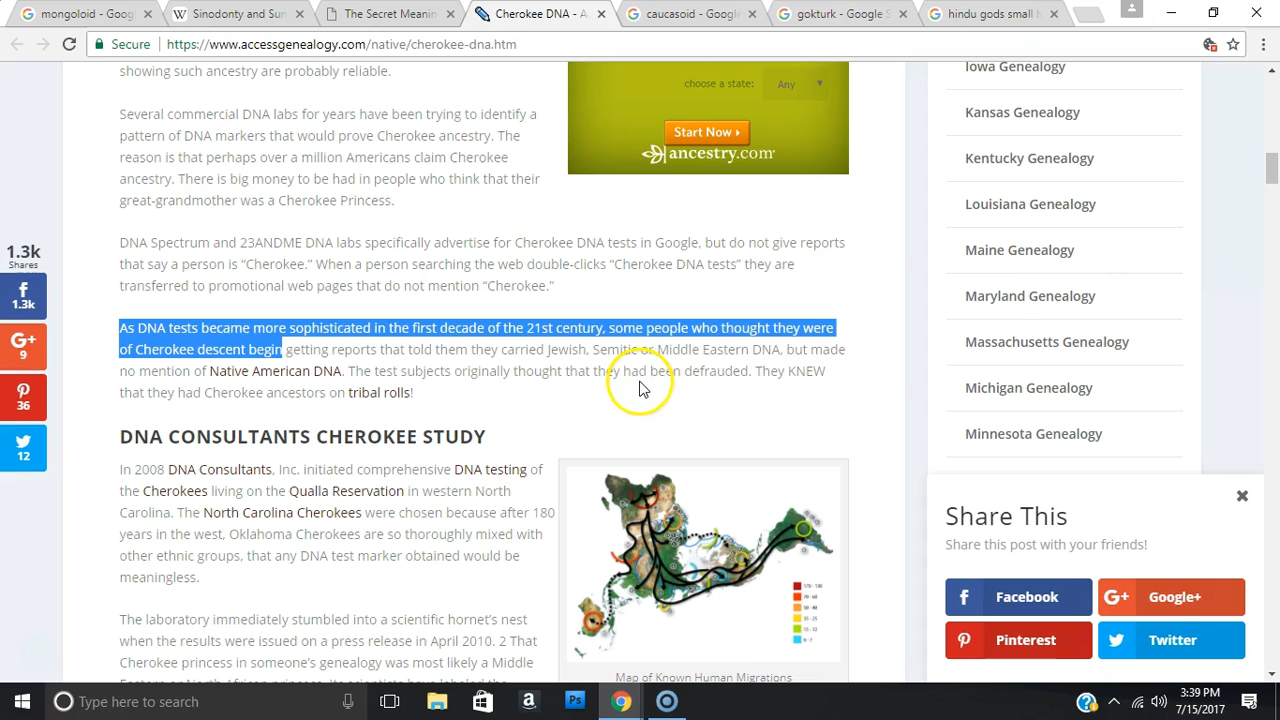 mongoloid - Google
Sinodonty and Sun
The Secret Meanin
Cherokee DNA - A
caucasoid - Googl
gokturk - Google S
hindu gods small h
Secure
https://www.accessgenealogy.com/native/cherokee-dna.htm
showing such ancestry are probably reliable.
Several commercial DNA labs for years have been trying to identify a
pattern of DNA markers that would prove Cherokee ancestry. The
reason is that perhaps over a million Americans claim Cherokee
ancestry. There is big money to be had in people who think that their
great-grandmother was a Cherokee Princess.
choose a state: Any
Start Now
ancestry.com
DNA Spectrum and 23ANDME DNA labs specifically advertise for Cherokee DNA tests in Google, but do not give reports
that say a person is “Cherokee.” When a person searching the web double-clicks “Cherokee DNA tests” they are
transferred to promotional web pages that do not mention “Cherokee.”
As DNA tests became more sophisticated in the first decade of the 21st century, some people who thought they were
of Cherokee descent begin getting reports that told them they carried Jewish, Semitic or Middle Eastern DNA, but made
no mention of Native American DNA. The test subjects originally thought that they had been defrauded. They KNEW
that they had Cherokee ancestors on tribal rolls!
DNA CONSULTANTS CHEROKEE STUDY
In 2008 DNA Consultants, Inc. initiated comprehensive DNA testing of
the Cherokees living on the Qualla Reservation in western North
Carolina. The North Carolina Cherokees were chosen because after 180
years in the west, Oklahoma Cherokees are so thoroughly mixed with
other ethnic groups, that any DNA test marker obtained would be
meaningless.
The laboratory immediately stumbled into a scientific hornet’s nest
when the results were issued on a press release in April 2010. 2 That
Cherokee princess in someone’s genealogy was most likely a Middle
Map of Known Human Migrations
1.3k
Shares
1.3k
9
36
12
Iowa Genealogy
Kansas Genealogy
Kentucky Genealogy
Louisiana Genealogy
Maine Genealogy
Maryland Genealogy
Massachusetts Genealogy
Michigan Genealogy
Minnesota Genealogy
Share This
Share this post with your friends!
Facebook
Google+
Pinterest
Twitter
Type here to search
3:39 PM
7/15/2017